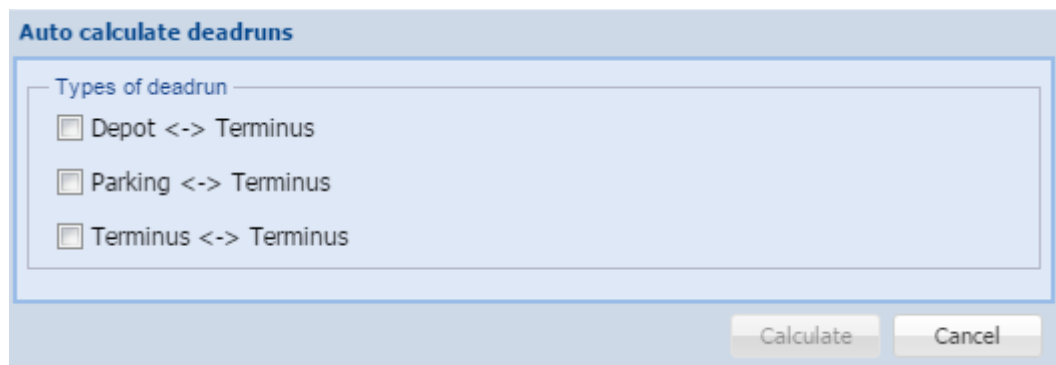 Auto calculate deadruns
Types of deadrun
Depot <-> Terminus
Parking <-> Terminus
Terminus <-> Terminus
Calculate Cancel